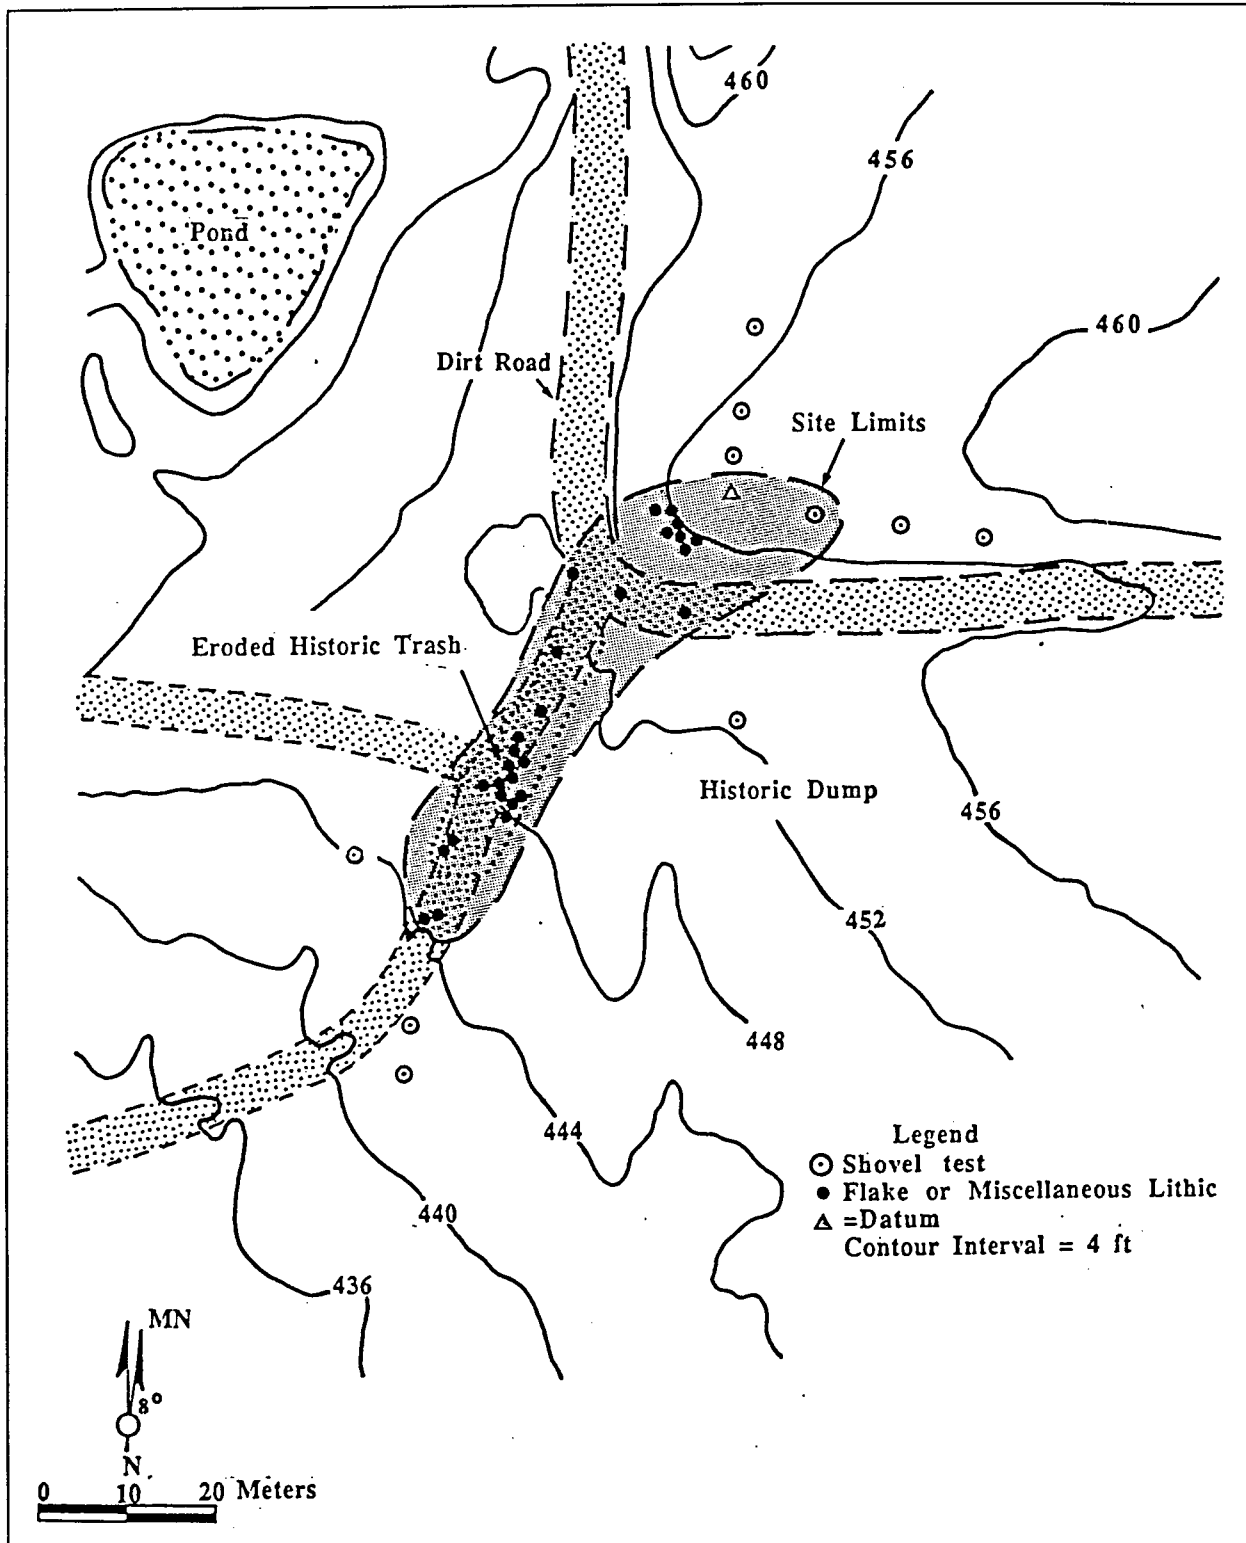 460
456
Pond
460
Dirt Road
Site Limits
Eroded Historic Trash
Historic Dump
456
452
448
444
Legend
Shovel test
Flake or Miscellaneous Lithic
=Datum
Contour Interval = 4 ft
440
436
MN
8°
N
0 10 20 Meters